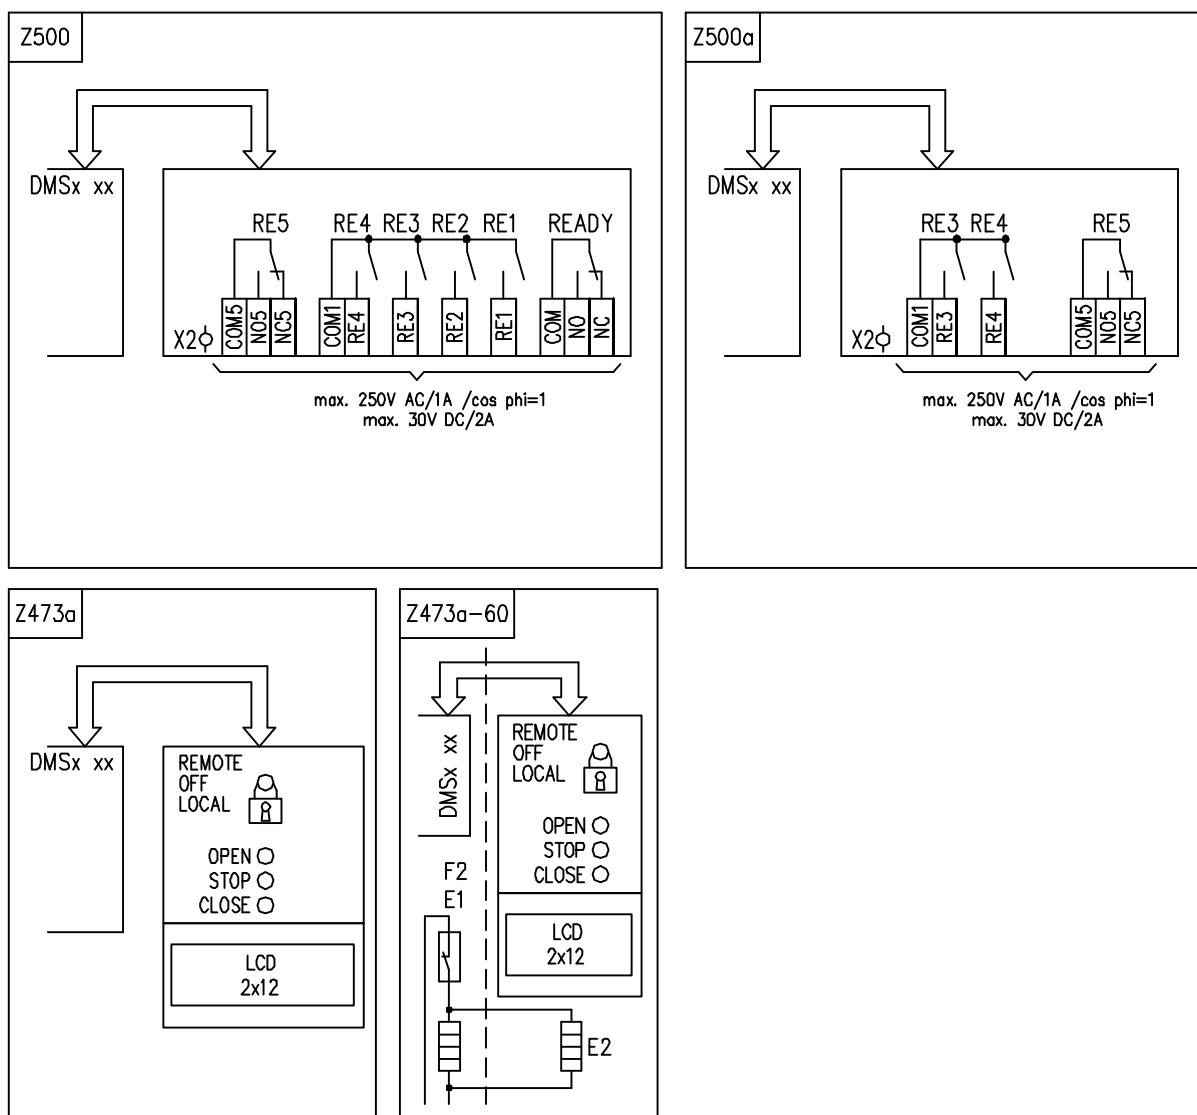 Z500
DMSx xx
RE5 RE4 RE3 RE2 RE1 READY
X2 COM5 NO5 NC5 COM1 RE4 RE3 RE2 RE1 COM NO NC
max. 250V AC/1A /cos phi=1
max. 30V DC/2A
Z500a
DMSx xx
RE3 RE4 RE5
X2 COM1 RE3 RE4 COM5 NO5 NC5
max. 250V AC/1A /cos phi=1
max. 30V DC/2A
Z473a
DMSx xx
REMOTE
OFF
LOCAL
OPEN
STOP
CLOSE
LCD
2x12
Z473a-60
DMSx xx
REMOTE
OFF
LOCAL
OPEN
STOP
CLOSE
F2
E1
LCD
2x12
E2